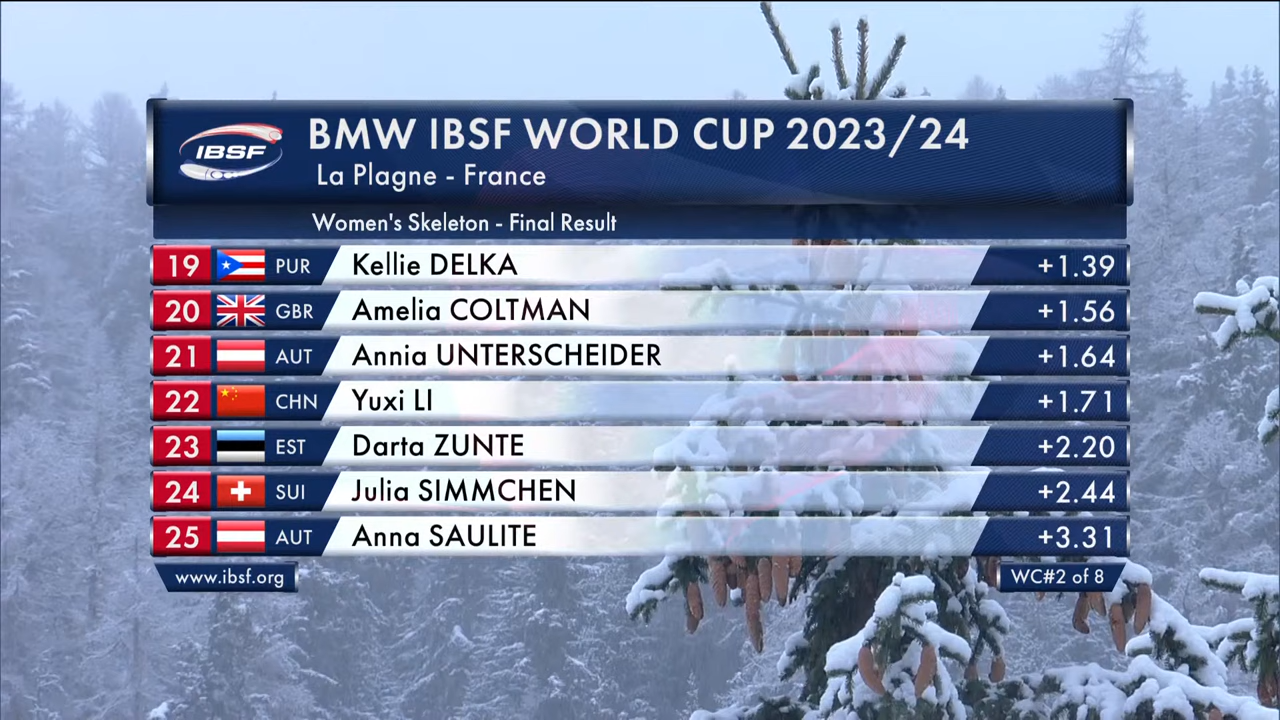 IBSF
BMW IBSF WORLD CUP 2023/24
La Plagne - France
Women's Skeleton - Final Result
19 PUR Kellie DELKA +1.39
20 GBR Amelia COLTMAN +1.56
21 AUT Annia UNTERSCHEIDER +1.64
22 CHN Yuxi LI +1.71
23 EST Darta ZUNTE +2.20
24 SUI Julia SIMMCHEN +2.44
25 AUT Anna SAULITE +3.31
www.ibsf.org WC#2 of 8